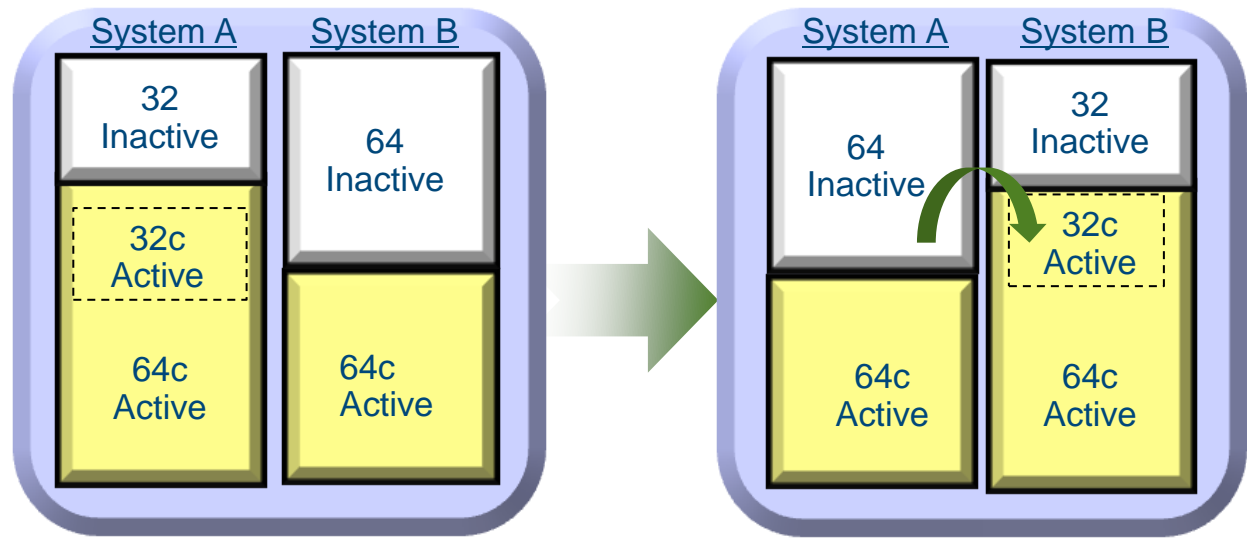 System A
32
Inactive
32c
Active
64c
Active
System B
64
Inactive
64c
Active
System A
64
Inactive
64c
Active
System B
32
Inactive
32c
Active
64c
Active